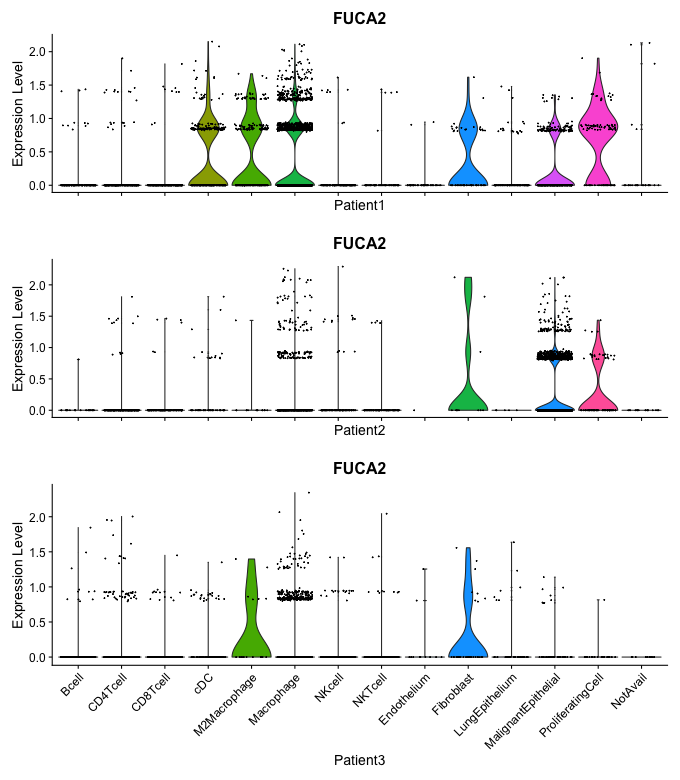 FUCA2
Expression Level
2.0
1.5
1.0
0.5
0.0
Patient1
FUCA2
Expression Level
2.0
1.5
1.0
0.5
0.0
Patient2
FUCA2
Expression Level
2.0
1.5
1.0
0.5
0.0
Bcell
CD4Tcell
CD8Tcell
cDC
M2Macrophage
Macrophage
NKcell
NKTcell
Endothelium
Fibroblast
LungEpithelium
MalignantEpithelial
ProliferatingCell
NotAvail
Patient3